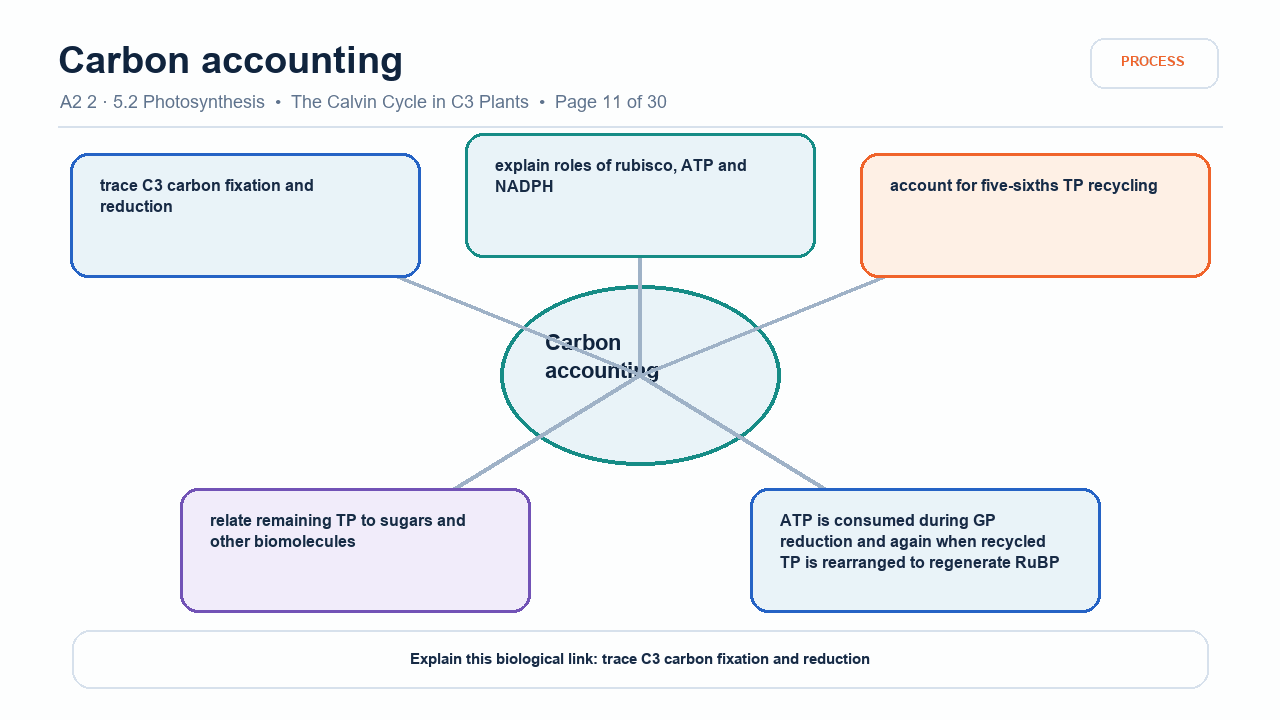 Carbon accounting
PROCESS
A2 2 · 5.2 Photosynthesis • The Calvin Cycle in C3 Plants • Page 11 of 30
trace C3 carbon fixation and
reduction
explain roles of rubisco, ATP and
NADPH
account for five-sixths TP recycling
Carbon
accounting
relate remaining TP to sugars and
other biomolecules
ATP is consumed during GP
reduction and again when recycled
TP is rearranged to regenerate RuBP
Explain this biological link: trace C3 carbon fixation and reduction